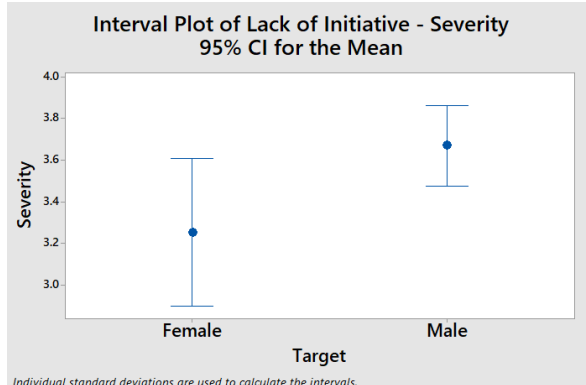 Interval Plot of Lack of Initiative - Severity
95% CI for the Mean
4.0
3.8
3.6
3.4
3.2
3.0
Severity
Female
Male
Target
Individual standard deviations are used to calculate the intervals.